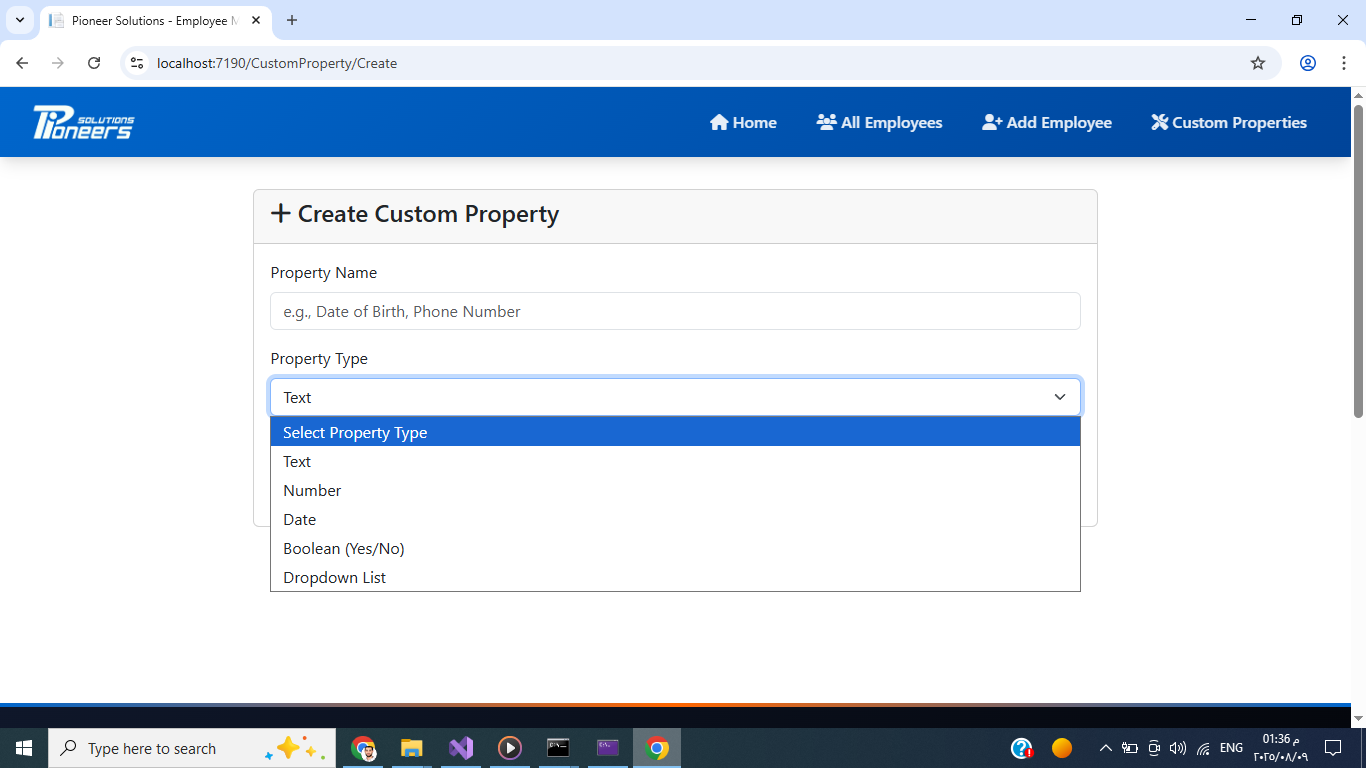 Pioneer Solutions - Employee M
localhost:7190/CustomProperty/Create
Pioneers SOLUTIONS
Home
All Employees
Add Employee
Custom Properties
Create Custom Property
Property Name
e.g., Date of Birth, Phone Number
Property Type
Text
Select Property Type
Text
Number
Date
Boolean (Yes/No)
Dropdown List
Type here to search
ENG
01:36 م
٢٠٢٥/٠٨/٠٩